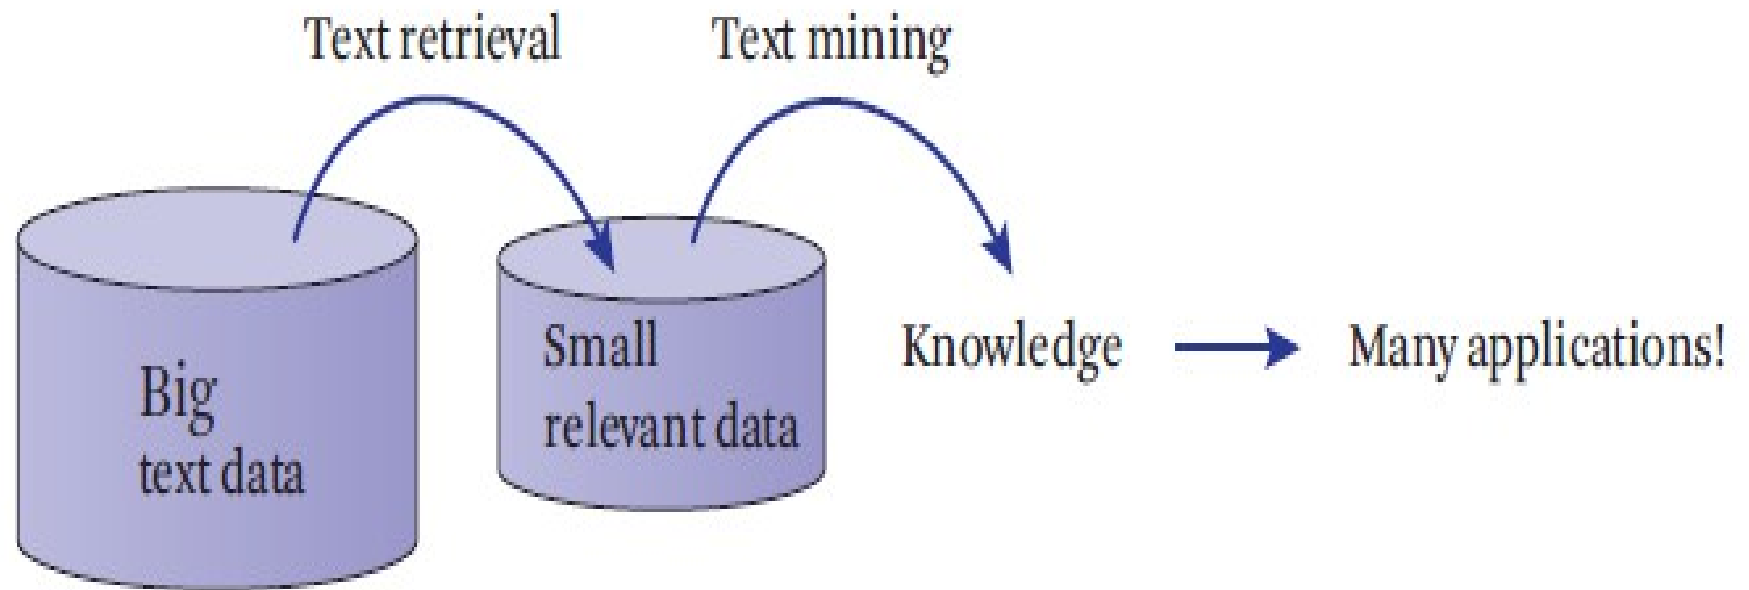 Text retrieval
Text mining
Big
text data
Small
relevant data
Knowledge
Many applications!